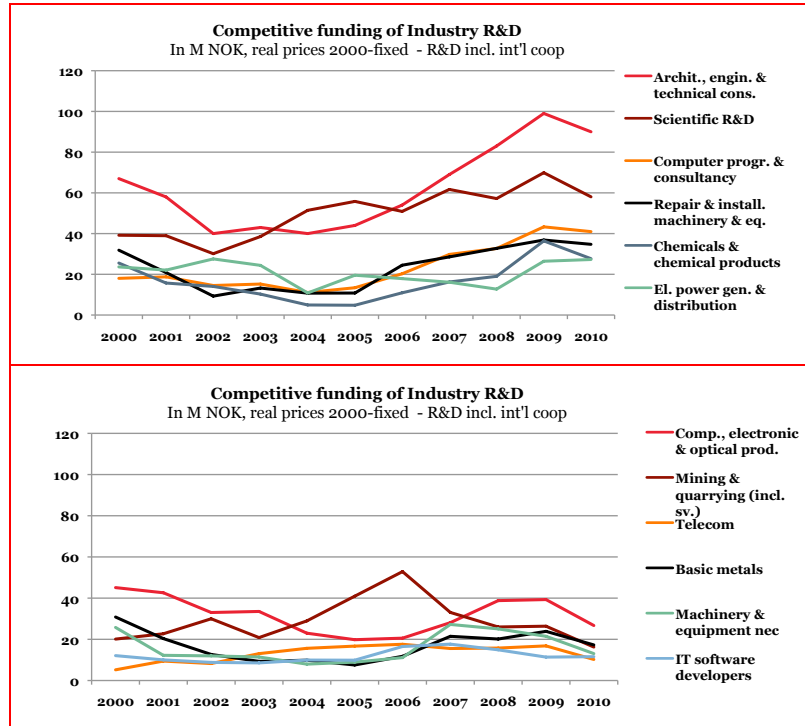 Competitive funding of Industry R&D
In M NOK, real prices 2000-fixed - R&D incl. int'l coop
120
100
80
60
40
20
0
2000 2001 2002 2003 2004 2005 2006 2007 2008 2009 2010
Archit., engin. &
technical cons.
Scientific R&D
Computer progr. &
consultancy
Repair & install.
machinery & eq.
Chemicals &
chemical products
El. power gen. &
distribution
Competitive funding of Industry R&D
In M NOK, real prices 2000-fixed - R&D incl. int'l coop
120
100
80
60
40
20
0
2000 2001 2002 2003 2004 2005 2006 2007 2008 2009 2010
Comp., electronic
& optical prod.
Mining &
quarrying (incl.
sv.)
Telecom
Basic metals
Machinery &
equipment nec
IT software
developers